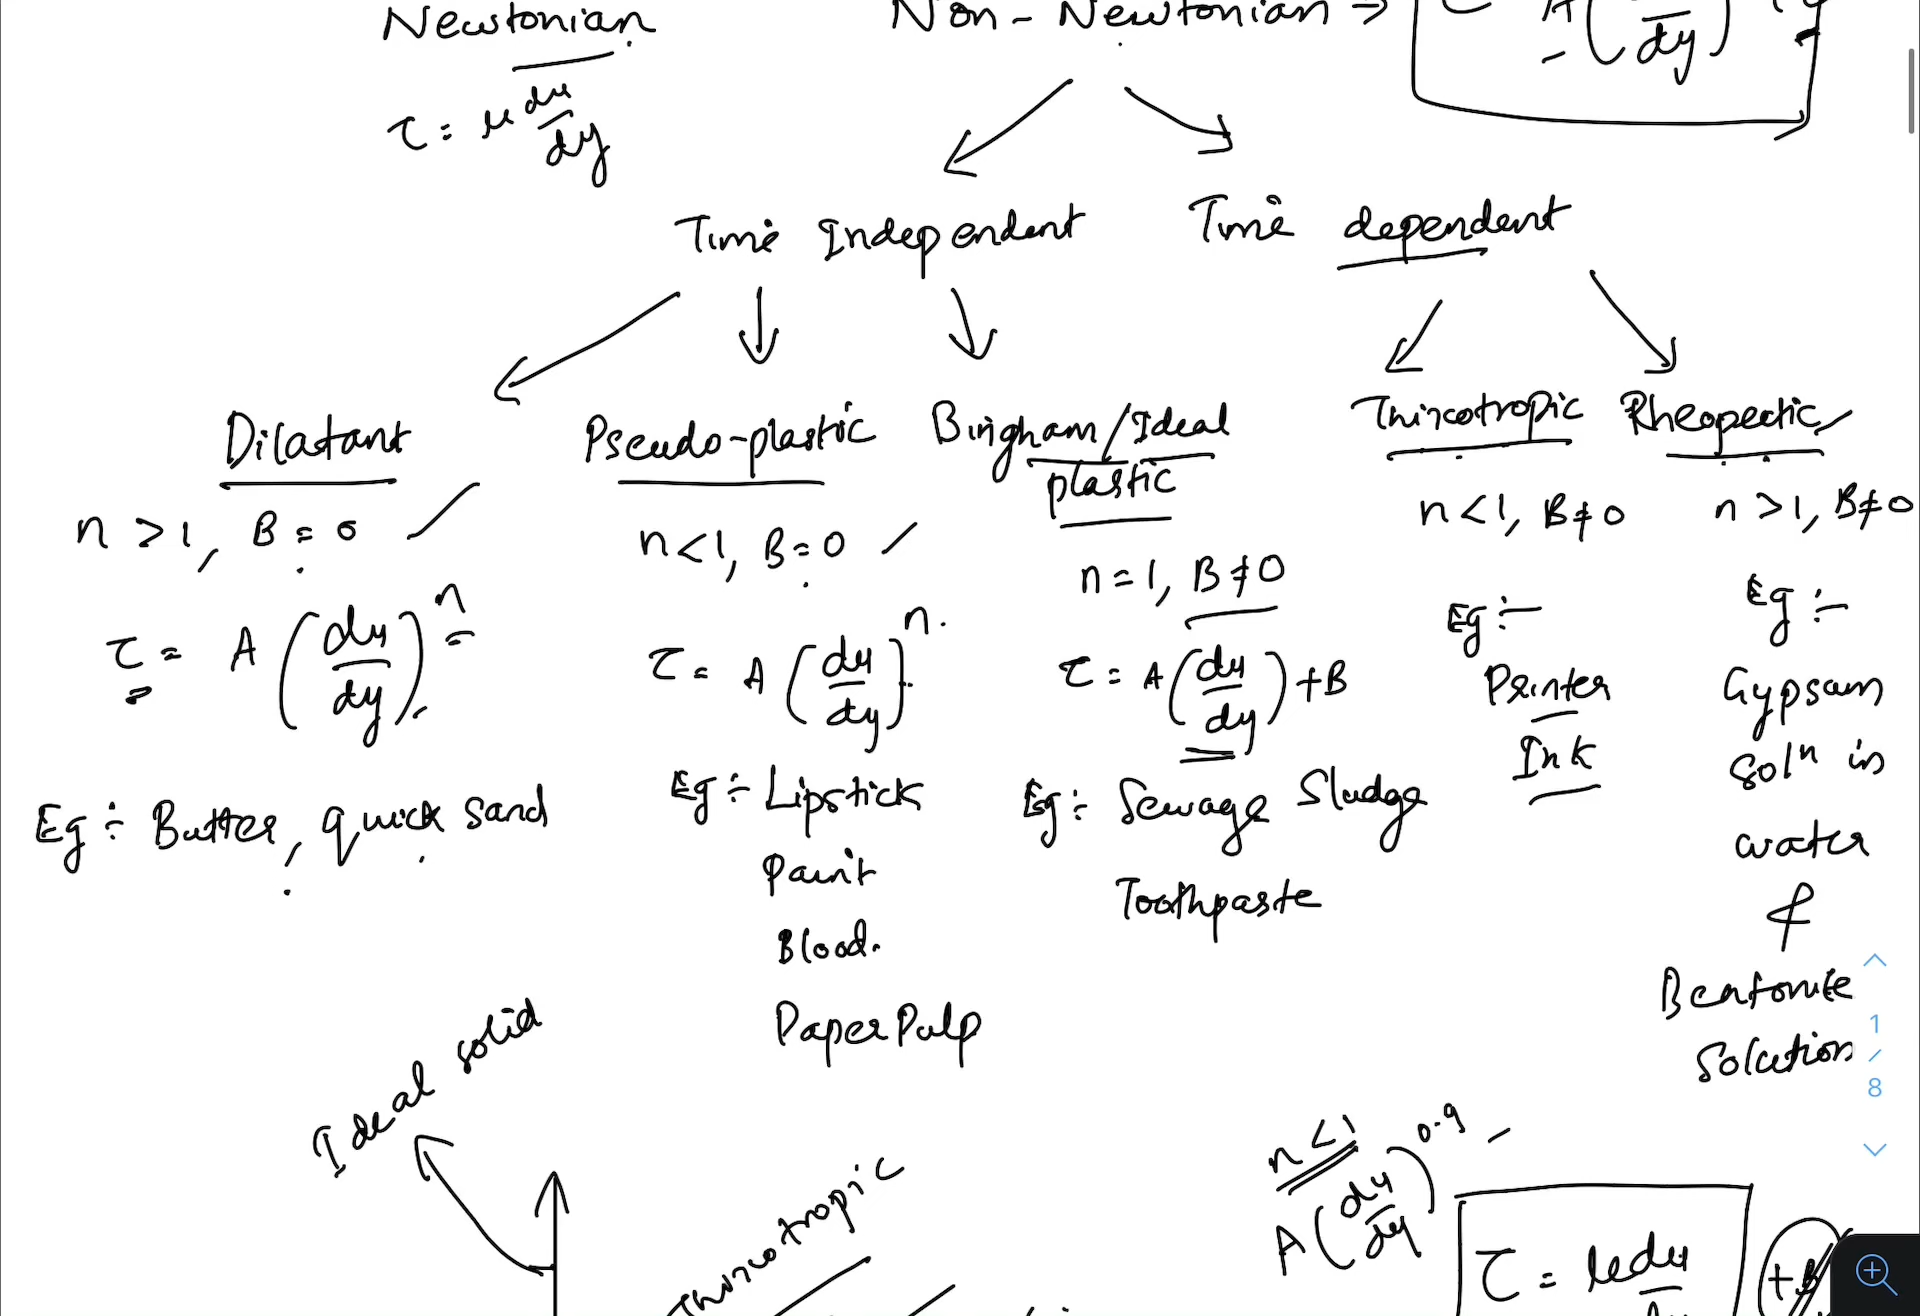 Newtonian
τ = μ du/dy
Non - Newtonian →
dy
Time Independent
Time dependent
Dilatant
n > 1, B = 0
τ = A (du/dy)^n
Eg ÷ Butter, quick sand
Pseudo-plastic
n < 1, B = 0
τ = A (du/dy)^n.
Eg ÷ Lipstick
Paint
Blood.
Paper Pulp
Bingham/Ideal
plastic
n = 1, B ≠ 0
τ = A (du/dy) + B
Eg : Sewage Sludge
Toothpaste
Thixotropic
n < 1, B ≠ 0
Eg :-
Printer
Ink
Rheopectic
n > 1, B ≠ 0
Eg :-
Gypsum
Solⁿ in
water
&
Bentonite
Solution
1
/
8
Ideal solid
Thixotropic
n < 1
A (du/dy)^0.9
τ = μ du
+B